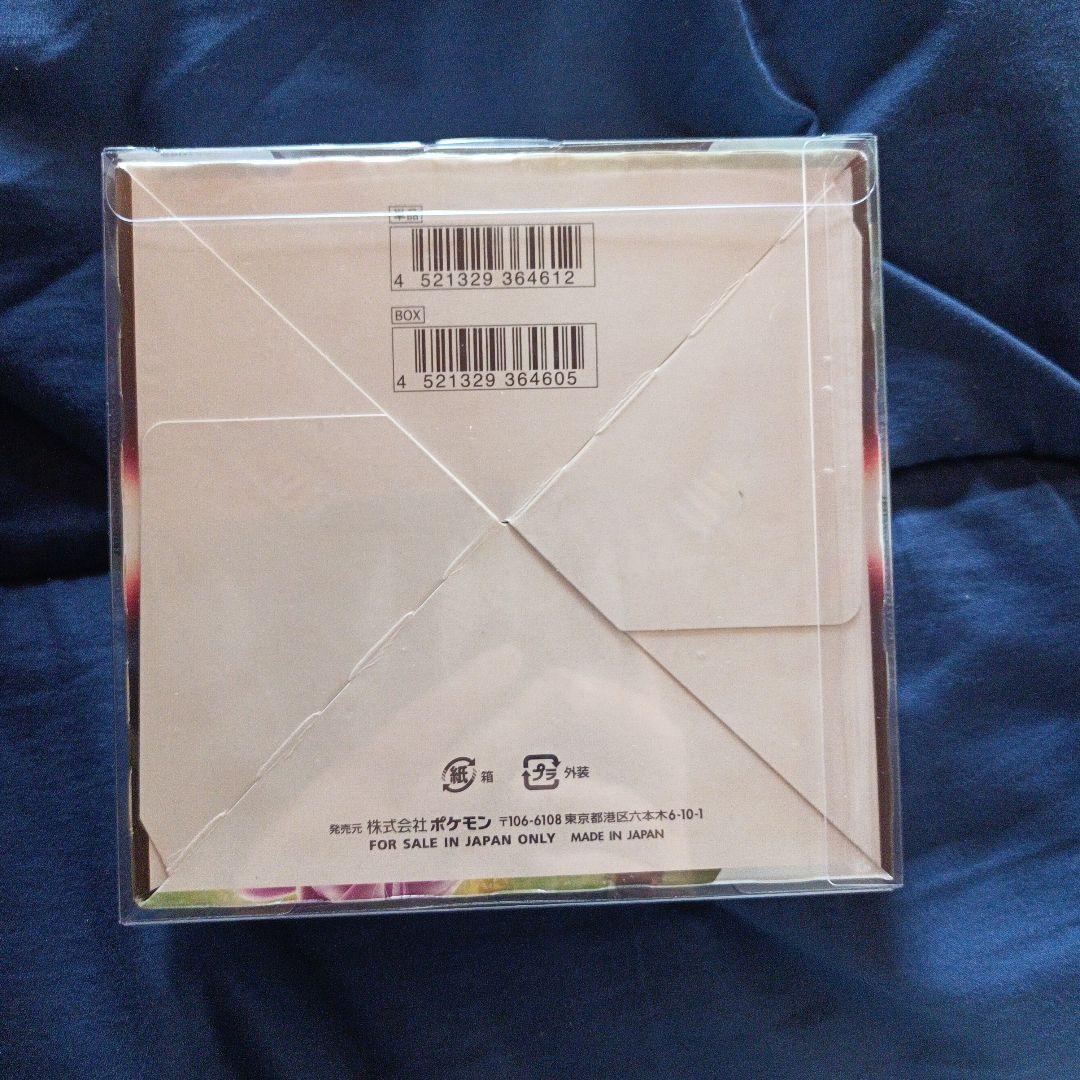 単品
4 521329 364612
BOX
4 521329 364605
紙 箱 プラ 外装
発売元 株式会社 ポケモン 〒106-6108 東京都港区六本木6-10-1
FOR SALE IN JAPAN ONLY MADE IN JAPAN